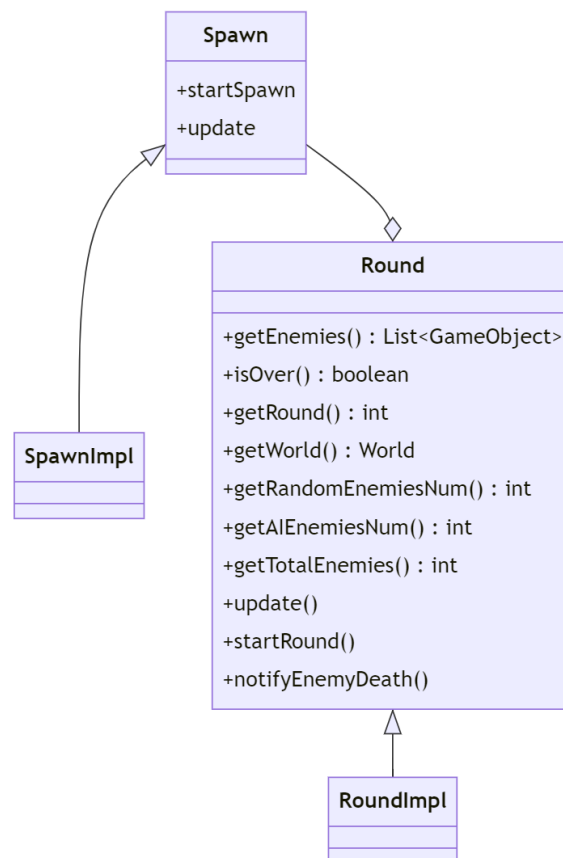 Spawn
+startSpawn
+update
Round
+getEnemies() : List<GameObject>
+isOver() : boolean
+getRound() : int
+getWorld() : World
+getRandomEnemiesNum() : int
+getAIEnemiesNum() : int
+getTotalEnemies() : int
+update()
+startRound()
+notifyEnemyDeath()
SpawnImpl
RoundImpl